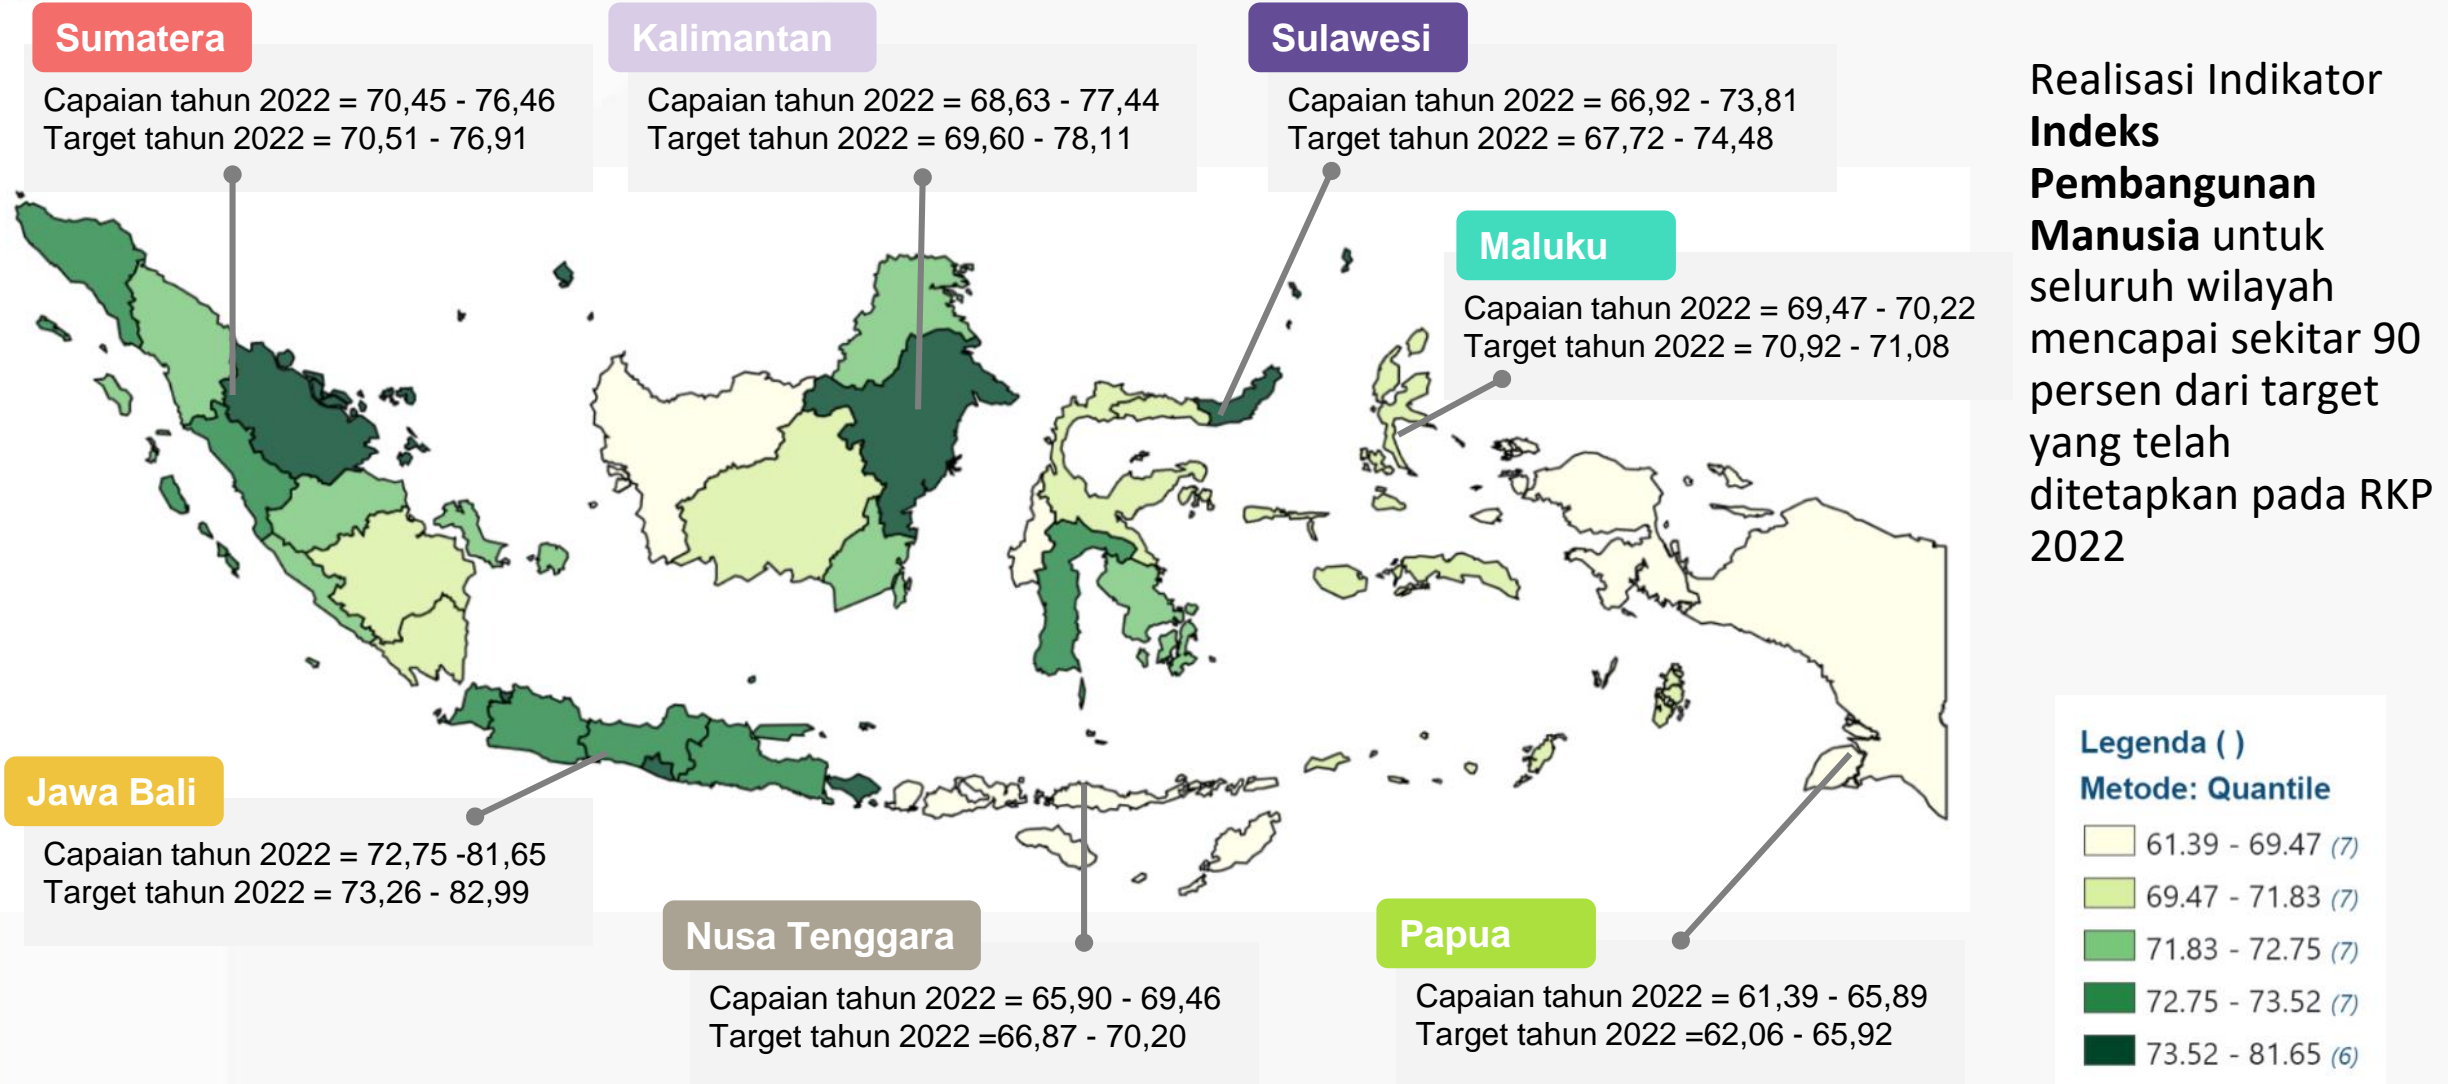 Sumatera
Capaian tahun 2022 = 70,45 - 76,46
Target tahun 2022 = 70,51 - 76,91
Kalimantan
Capaian tahun 2022 = 68,63 - 77,44
Target tahun 2022 = 69,60 - 78,11
Sulawesi
Capaian tahun 2022 = 66,92 - 73,81
Target tahun 2022 = 67,72 - 74,48
Maluku
Capaian tahun 2022 = 69,47 - 70,22
Target tahun 2022 = 70,92 - 71,08
Realisasi Indikator
Indeks
Pembangunan
Manusia untuk
seluruh wilayah
mencapai sekitar 90
persen dari target
yang telah
ditetapkan pada RKP
2022
Jawa Bali
Capaian tahun 2022 = 72,75 -81,65
Target tahun 2022 = 73,26 - 82,99
Nusa Tenggara
Capaian tahun 2022 = 65,90 - 69,46
Target tahun 2022 =66,87 - 70,20
Papua
Capaian tahun 2022 = 61,39 - 65,89
Target tahun 2022 =62,06 - 65,92
Legenda ( )
Metode: Quantile
61.39 - 69.47 (7)
69.47 - 71.83 (7)
71.83 - 72.75 (7)
72.75 - 73.52 (7)
73.52 - 81.65 (6)